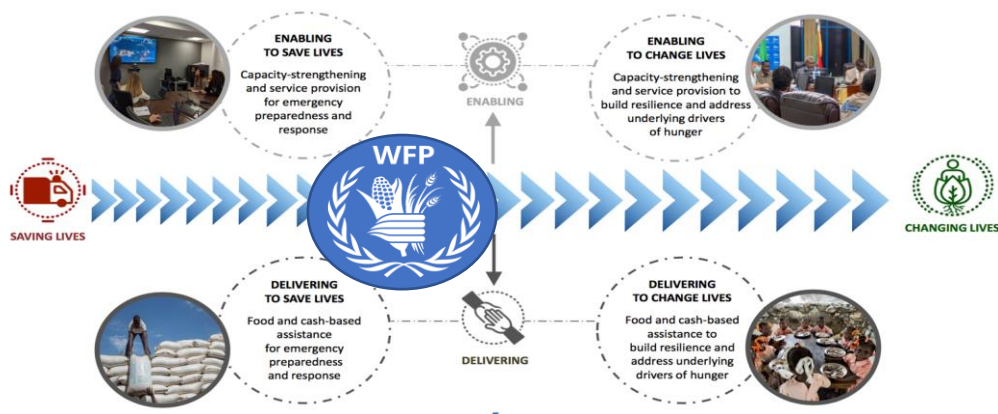 ENABLING
TO SAVE LIVES
Capacity-strengthening
and service provision
for emergency
preparedness and
response
ENABLING
ENABLING
TO CHANGE LIVES
Capacity-strengthening
and service provision to
build resilience and address
underlying drivers
of hunger
WFP
SAVING LIVES
CHANGING LIVES
DELIVERING
TO SAVE LIVES
Food and cash-based
assistance
for emergency
preparedness
and response
DELIVERING
DELIVERING
TO CHANGE LIVES
Food and cash-based
assistance to
build resilience and
address underlying
drivers of hunger